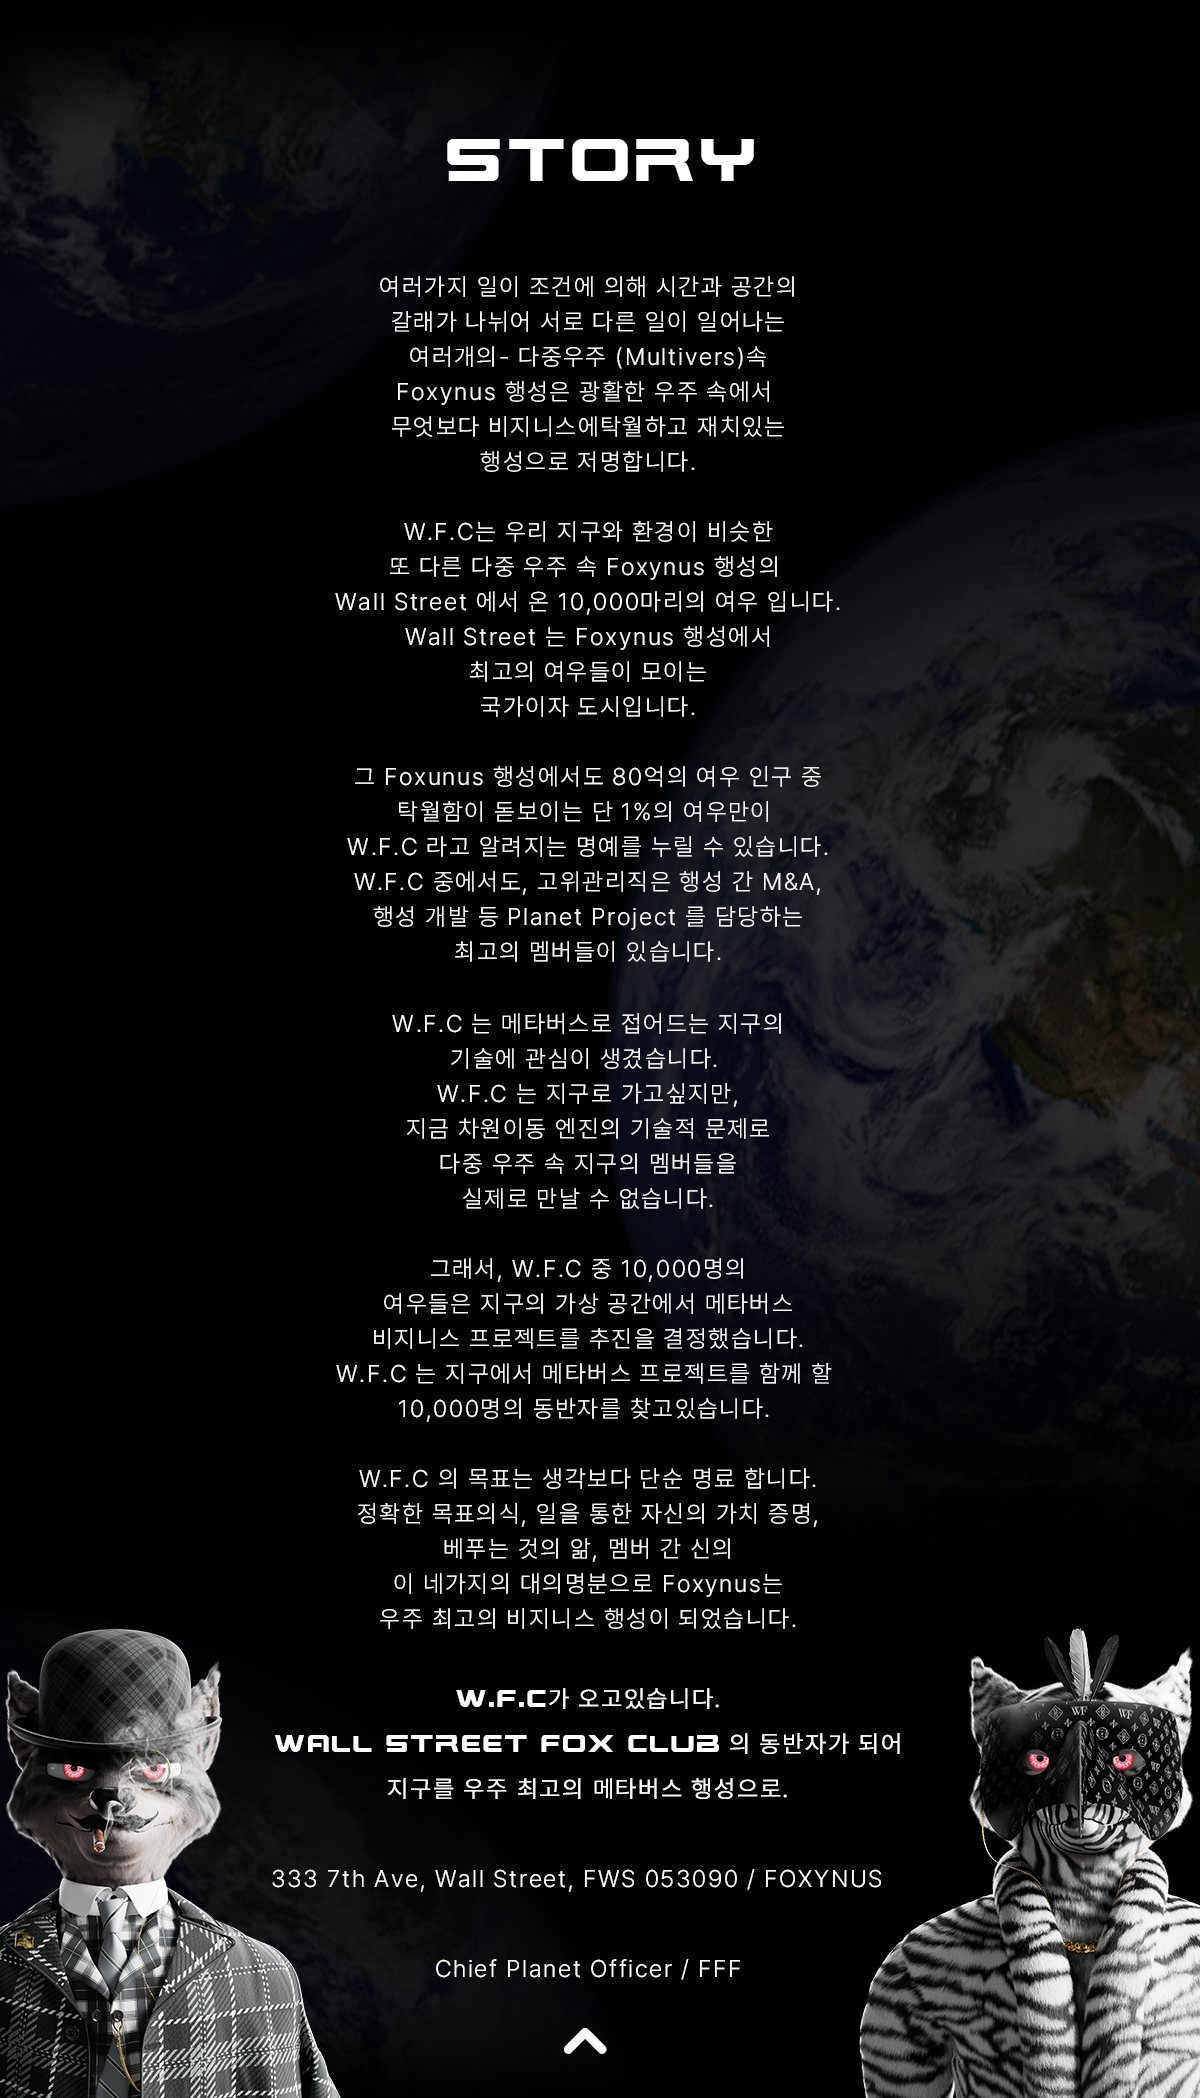 STORY
여러가지 일이 조건에 의해 시간과 공간의
갈래가 나뉘어 서로 다른 일이 일어나는
여러개의- 다중우주 (Multivers)속
Foxynus 행성은 광활한 우주 속에서
무엇보다 비지니스에탁월하고 재치있는
행성으로 저명합니다.
W.F.C는 우리 지구와 환경이 비슷한
또 다른 다중 우주 속 Foxynus 행성의
Wall Street 에서 온 10,000마리의 여우 입니다.
Wall Street 는 Foxynus 행성에서
최고의 여우들이 모이는
국가이자 도시입니다.
그 Foxunus 행성에서도 80억의 여우 인구 중
탁월함이 돋보이는 단 1%의 여우만이
W.F.C 라고 알려지는 명예를 누릴 수 있습니다.
W.F.C 중에서도, 고위관리직은 행성 간 M&A,
행성 개발 등 Planet Project 를 담당하는
최고의 멤버들이 있습니다.
W.F.C 는 메타버스로 접어드는 지구의
기술에 관심이 생겼습니다.
W.F.C 는 지구로 가고싶지만,
지금 차원이동 엔진의 기술적 문제로
다중 우주 속 지구의 멤버들을
실제로 만날 수 없습니다.
그래서, W.F.C 중 10,000명의
여우들은 지구의 가상 공간에서 메타버스
비지니스 프로젝트를 추진을 결정했습니다.
W.F.C 는 지구에서 메타버스 프로젝트를 함께 할
10,000명의 동반자를 찾고있습니다.
W.F.C 의 목표는 생각보다 단순 명료 합니다.
정확한 목표의식, 일을 통한 자신의 가치 증명,
베푸는 것의 앎, 멤버 간 신의
이 네가지의 대의명분으로 Foxynus는
우주 최고의 비지니스 행성이 되었습니다.
W.F.C가 오고있습니다.
WALL STREET FOX CLUB 의 동반자가 되어
지구를 우주 최고의 메타버스 행성으로.
333 7th Ave, Wall Street, FWS 053090 / FOXYNUS
Chief Planet Officer / FFF